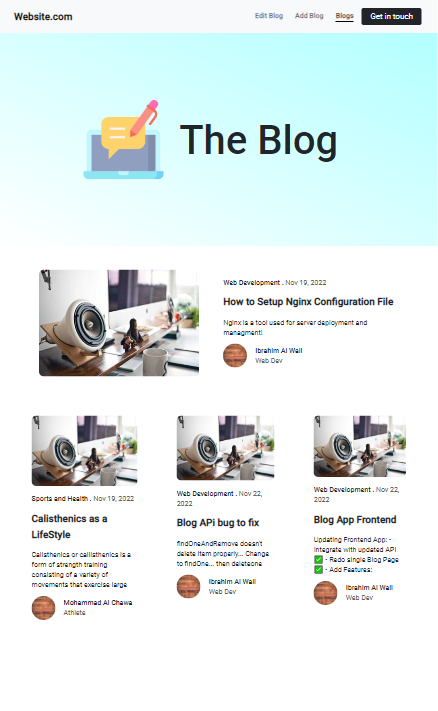 Website.com
Edit Blog
Add Blog
Blogs
Get in touch
The Blog
Web Development . Nov 19, 2022
How to Setup Nginx Configuration File
Nginx is a tool used for server deployment and
managment!
Ibrahim Al Wali
Web Dev
Sports and Health . Nov 19, 2022
Calisthenics as a
LifeStyle
Calisthenics or callisthenics is a
form of strength training
consisting of a variety of
movements that exercise large
Mohammad Al Chawa
Athlete
Web Development . Nov 22,
2022
Blog APi bug to fix
findOneAndRemove doesn't
delete item properly... Change
to findOne... then deleteone
Ibrahim Al Wali
Web Dev
Web Development . Nov 22,
2022
Blog App Frontend
Updating Frontend App: -
Integrate with updated API
✅ - Redo single Blog Page
✅ - Add Features:
Ibrahim Al Wali
Web Dev